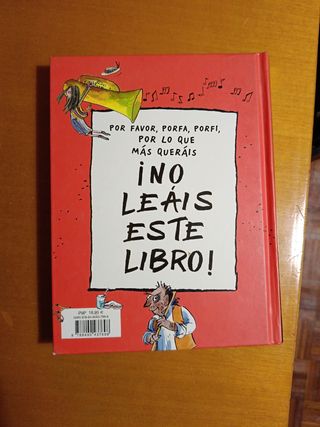 POR FAVOR, PORFA, PORFI,
POR LO QUE
MÁS QUERÁIS
¡NO
LEÁIS
ESTE
LIBRO!